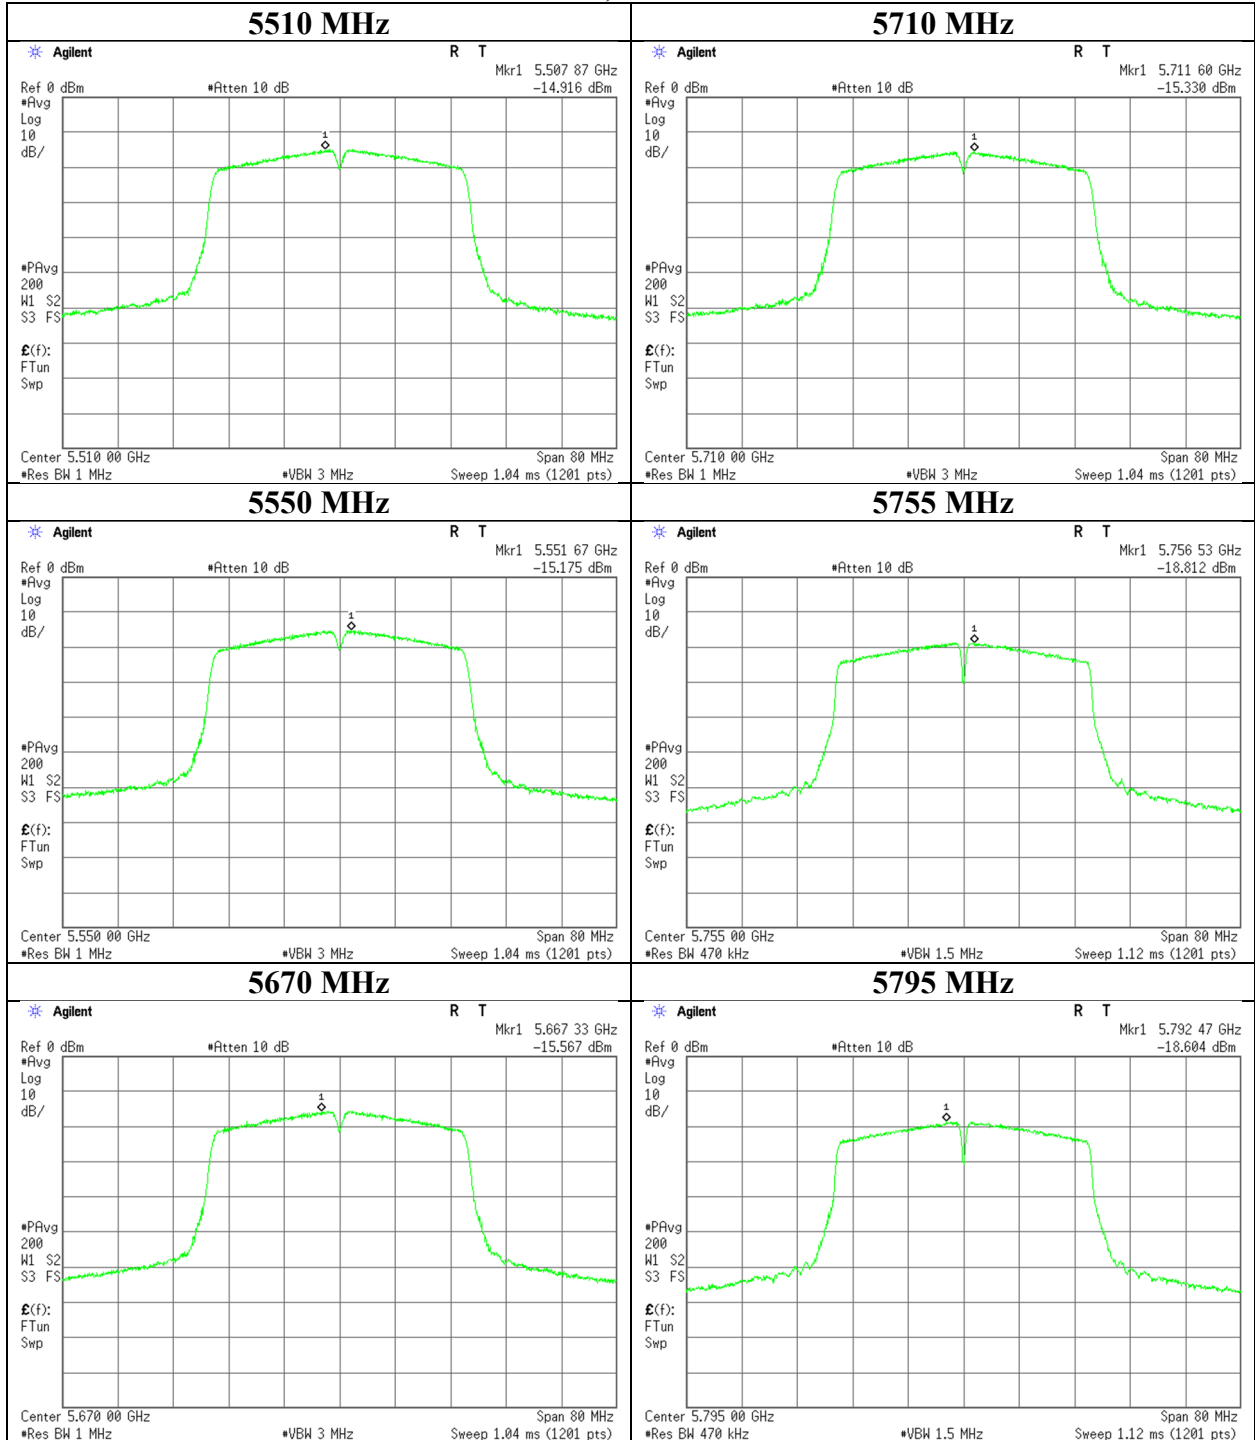 5510 MHz
Agilent R T
Mkr1 5.507 87 GHz
Ref 0 dBm #Atten 10 dB -14.916 dBm
#Avg
Log
10
dB/
1
#PAvg
200
W1 S2
S3 FS
£(f):
FTun
Swp
Center 5.510 00 GHz Span 80 MHz
#Res BW 1 MHz #VBW 3 MHz Sweep 1.04 ms (1201 pts)
5710 MHz
Agilent R T
Mkr1 5.711 60 GHz
Ref 0 dBm #Atten 10 dB -15.330 dBm
#Avg
Log
10
dB/
1
#PAvg
200
W1 S2
S3 FS
£(f):
FTun
Swp
Center 5.710 00 GHz Span 80 MHz
#Res BW 1 MHz #VBW 3 MHz Sweep 1.04 ms (1201 pts)
5550 MHz
Agilent R T
Mkr1 5.551 67 GHz
Ref 0 dBm #Atten 10 dB -15.175 dBm
#Avg
Log
10
dB/
1
#PAvg
200
W1 S2
S3 FS
£(f):
FTun
Swp
Center 5.550 00 GHz Span 80 MHz
#Res BW 1 MHz #VBW 3 MHz Sweep 1.04 ms (1201 pts)
5755 MHz
Agilent R T
Mkr1 5.756 53 GHz
Ref 0 dBm #Atten 10 dB -18.812 dBm
#Avg
Log
10
dB/
1
#PAvg
200
W1 S2
S3 FS
£(f):
FTun
Swp
Center 5.755 00 GHz Span 80 MHz
#Res BW 470 kHz #VBW 1.5 MHz Sweep 1.12 ms (1201 pts)
5670 MHz
Agilent R T
Mkr1 5.667 33 GHz
Ref 0 dBm #Atten 10 dB -15.567 dBm
#Avg
Log
10
dB/
1
#PAvg
200
W1 S2
S3 FS
£(f):
FTun
Swp
Center 5.670 00 GHz Span 80 MHz
#Res BW 1 MHz #VBW 3 MHz Sweep 1.04 ms (1201 pts)
5795 MHz
Agilent R T
Mkr1 5.792 47 GHz
Ref 0 dBm #Atten 10 dB -18.604 dBm
#Avg
Log
10
dB/
1
#PAvg
200
W1 S2
S3 FS
£(f):
FTun
Swp
Center 5.795 00 GHz Span 80 MHz
#Res BW 470 kHz #VBW 1.5 MHz Sweep 1.12 ms (1201 pts)